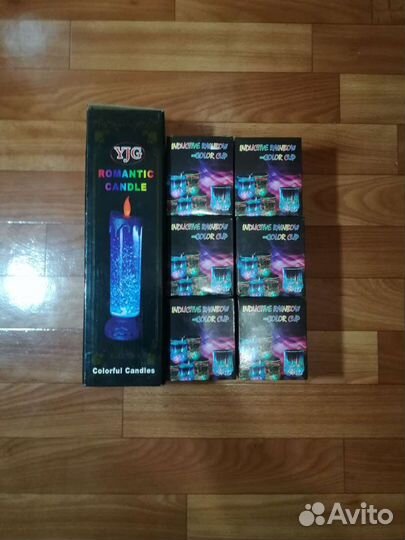 YJG
ROMANTIC
CANDLE
Colorful Candles
INDUCTIVE RAINBOW
COLOR CUP
INDUCTIVE RAINBOW
COLOR CUP
INDUCTIVE RAINBOW
COLOR CUP
INDUCTIVE RAINBOW
COLOR CUP
INDUCTIVE RAINBOW
COLOR CUP
INDUCTIVE RAINBOW
COLOR CUP
Avito